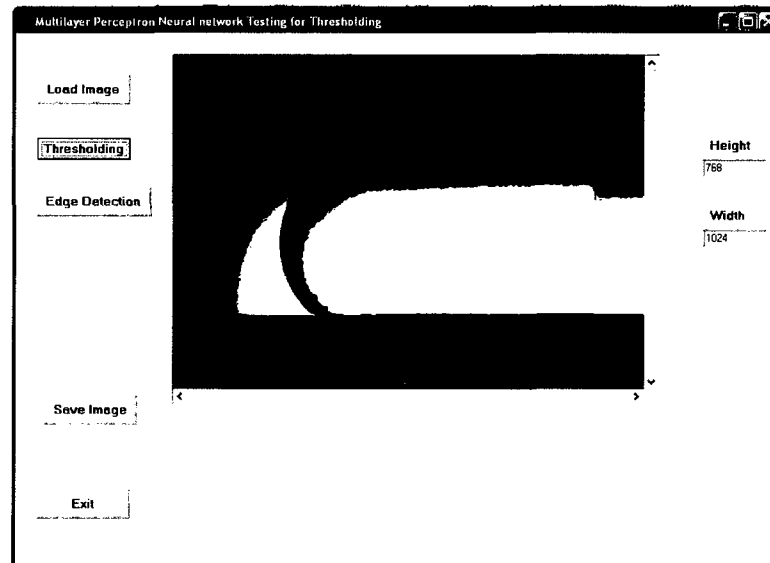 Multilayer Perceptron Neural network Testing for Thresholding
Load Image
Thresholding
Edge Detection
Height
768
Width
1024
Save Image
Exit